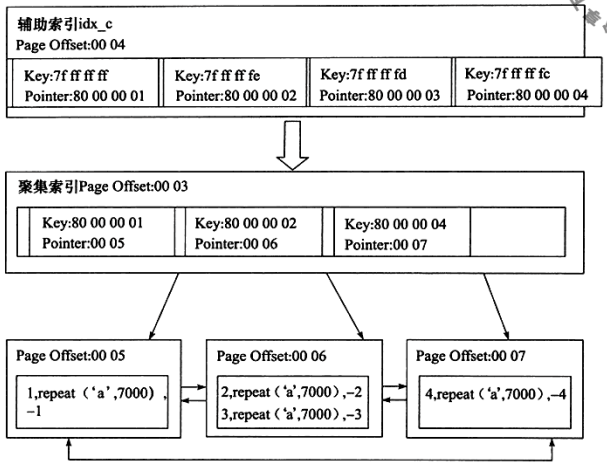 辅助索引idx_c
Page Offset:00 04
Key:7f ff ff ff
Pointer:80 00 00 01
Key:7f ff ff fe
Pointer:80 00 00 02
Key:7f ff ff fd
Pointer:80 00 00 03
Key:7f ff ff fc
Pointer:80 00 00 04
聚集索引Page Offset:00 03
Key:80 00 00 01
Pointer:00 05
Key:80 00 00 02
Pointer:00 06
Key:80 00 00 04
Pointer:00 07
Page Offset:00 05
1,repeat（‘a’,7000）,
−1
Page Offset:00 06
2,repeat（‘a’,7000）,−2
3,repeat（‘a’,7000）,−3
Page Offset:00 07
4,repeat（‘a’,7000）,−4